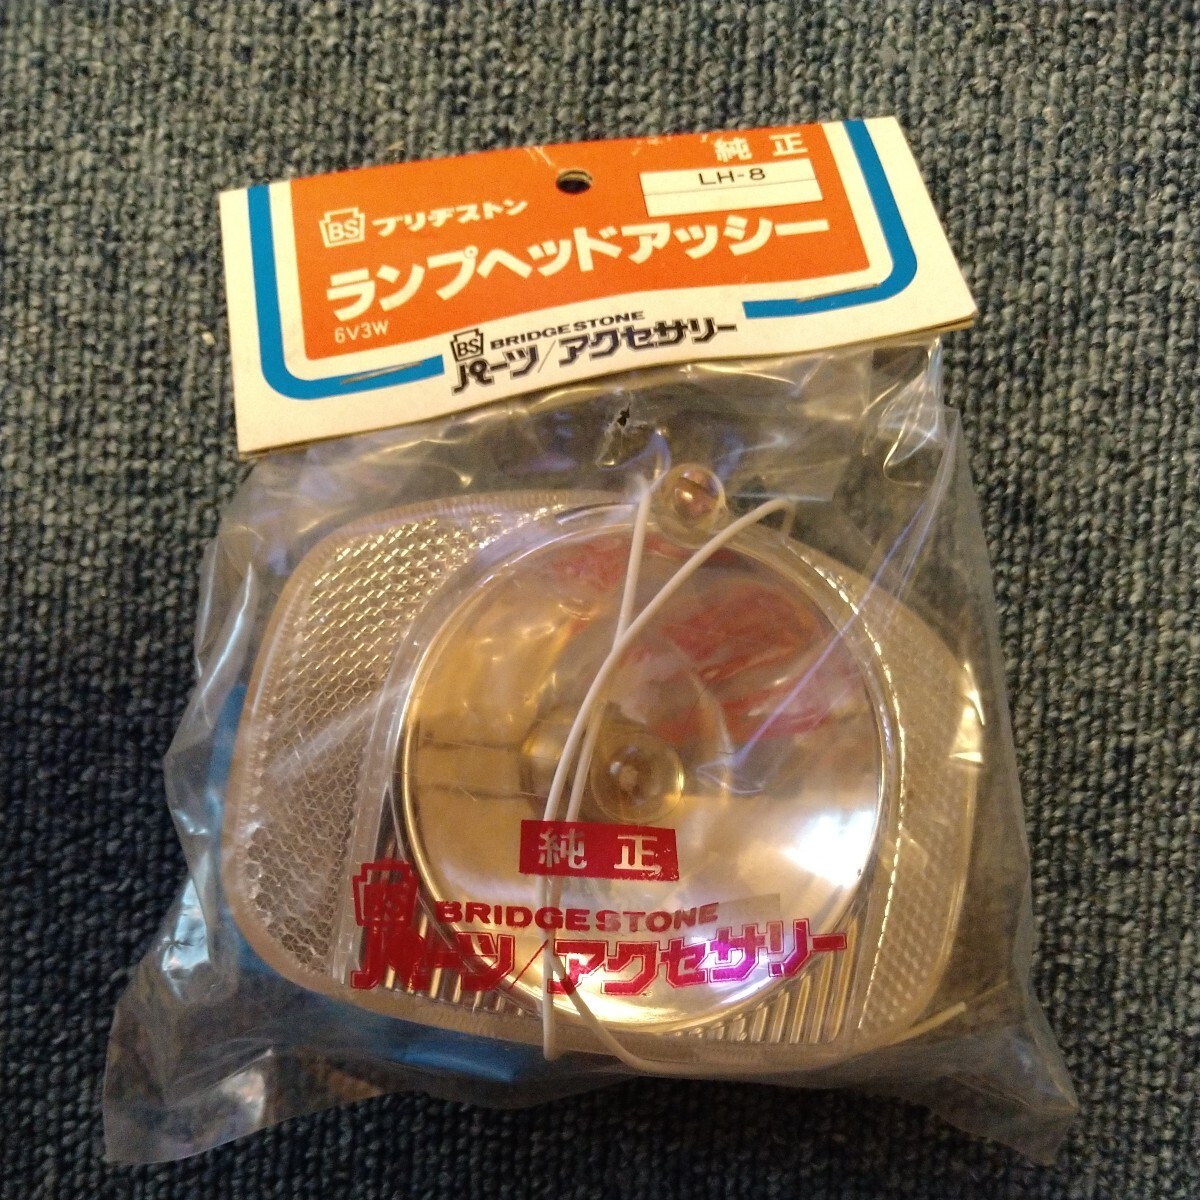 純正
LH-8
BS ブリヂストン
ランプヘッドアッシー
6V3W
BS BRIDGESTONE
パーツ/アクセサリー
純正
BS BRIDGESTONE
パーツ/アクセサリー